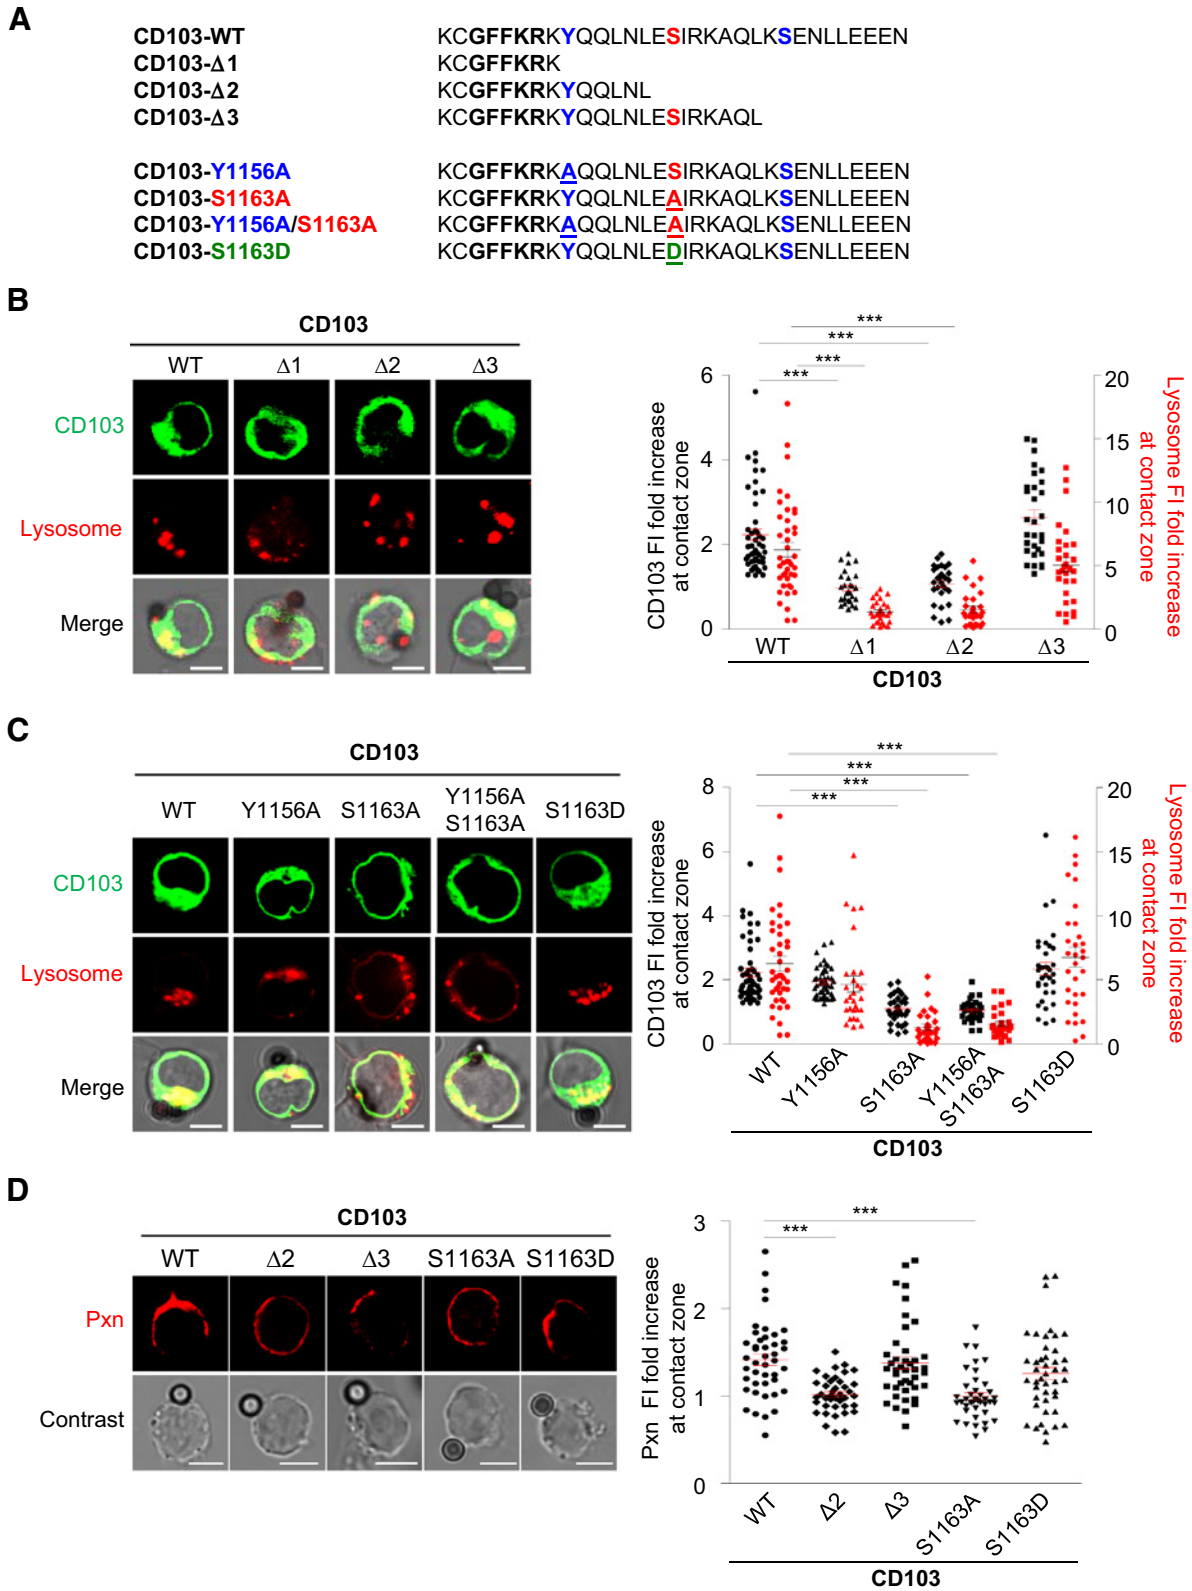 A
CD103-WT KCGFFKRKYQQLNLESIRKAQLKSENLLEEEN
CD103-Δ1 KCGFFKRK
CD103-Δ2 KCGFFKRKYQQLNL
CD103-Δ3 KCGFFKRKYQQLNLESIRKAQL
CD103-Y1156A KCGFFKRKAQQLNLESIRKAQLKSENLLEEEN
CD103-S1163A KCGFFKRKYQQLNLEAIRKAQLKSENLLEEEN
CD103-Y1156A/S1163A KCGFFKRKAQQLNLEAIRKAQLKSENLLEEEN
CD103-S1163D KCGFFKRKYQQLNLEDIRKAQLKSENLLEEEN
B
CD103
WT Δ1 Δ2 Δ3
CD103
Lysosome
Merge
CD103 FI fold increase
at contact zone
6
4
2
0
***
***
***
***
20
15
10
5
0
Lysosome FI fold increase
at contact zone
WT Δ1 Δ2 Δ3
CD103
C
CD103
WT Y1156A S1163A Y1156A S1163D
S1163A
CD103
Lysosome
Merge
CD103 FI fold increase
at contact zone
8
6
4
2
0
***
***
***
***
20
15
10
5
0
Lysosome FI fold increase
at contact zone
WT
Y1156A
S1163A
Y1156A
S1163A
S1163D
CD103
D
CD103
WT Δ2 Δ3 S1163A S1163D
Pxn
Contrast
Pxn FI fold increase
at contact zone
3
2
1
0
***
***
WT
Δ2
Δ3
S1163A
S1163D
CD103